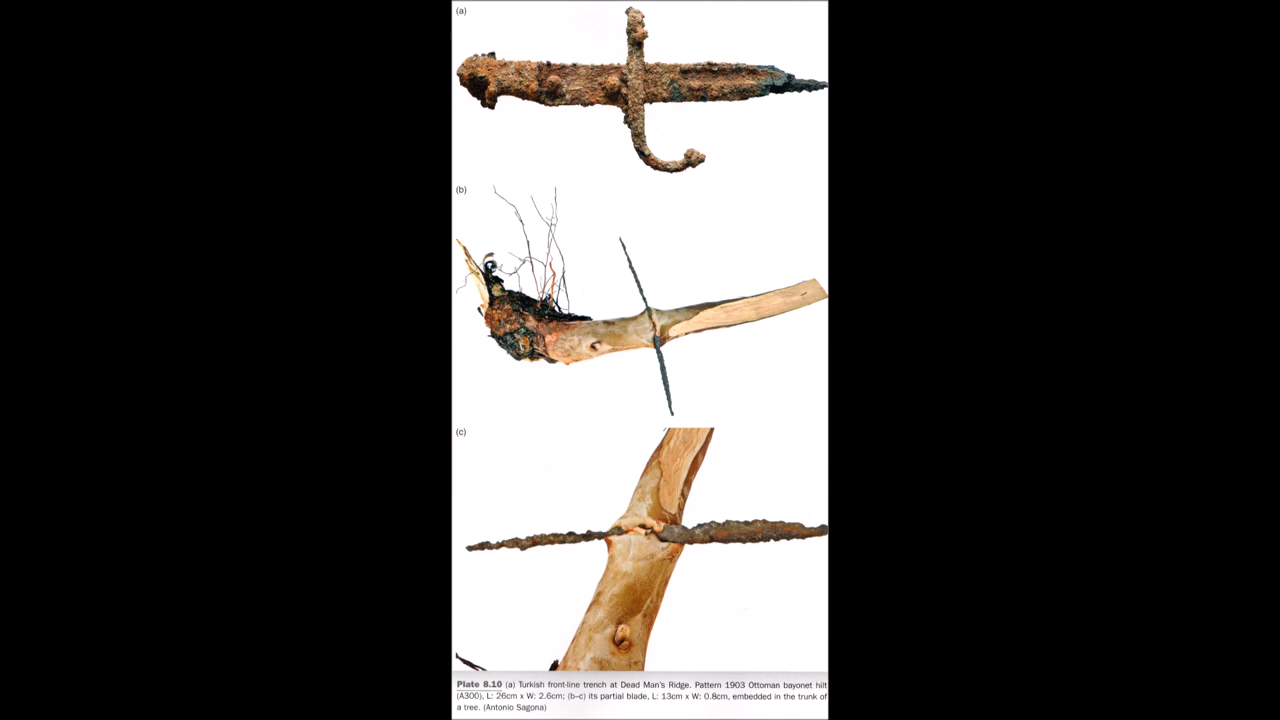 (a)
(b)
(c)
Plate 8.10 (a) Turkish front-line trench at Dead Man's Ridge. Pattern 1903 Ottoman bayonet hilt
(A300), L: 26cm x W: 2.6cm; (b–c) its partial blade, L: 13cm x W: 0.8cm, embedded in the trunk of
a tree. (Antonio Sagona)